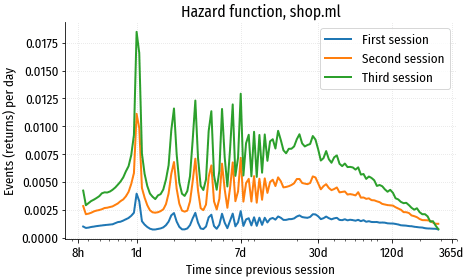 Hazard function, shop.ml
Events (returns) per day
0.0175
0.0150
0.0125
0.0100
0.0075
0.0050
0.0025
0.0000
First session
Second session
Third session
8h 1d 7d 30d 120d 365d
Time since previous session